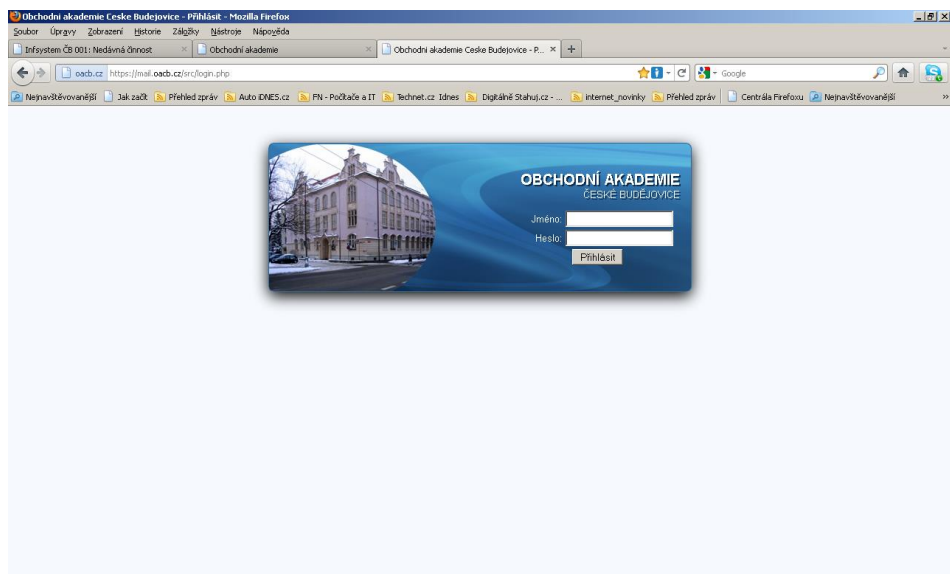 Obchodni akademie Ceske Budejovice - Přihlásit - Mozilla Firefox
Soubor Úpravy Zobrazení Historie Záložky Nástroje Nápověda
Infsystem ČB 001: Nedávná činnost Obchodní akademie Obchodni akademie Ceske Budejovice - P...
oacb.cz https://mail.oacb.cz/src/login.php Google
Nejnavštěvovanější Jak začít Přehled zpráv Auto iDNES.cz FN - Počítače a IT Technet.cz Idnes Digitálně Stahuj.cz - ... internet_novinky Přehled zpráv Centrála Firefoxu Nejnavštěvovanější
OBCHODNÍ AKADEMIE
ČESKÉ BUDĚJOVICE
Jméno:
Heslo:
Přihlásit